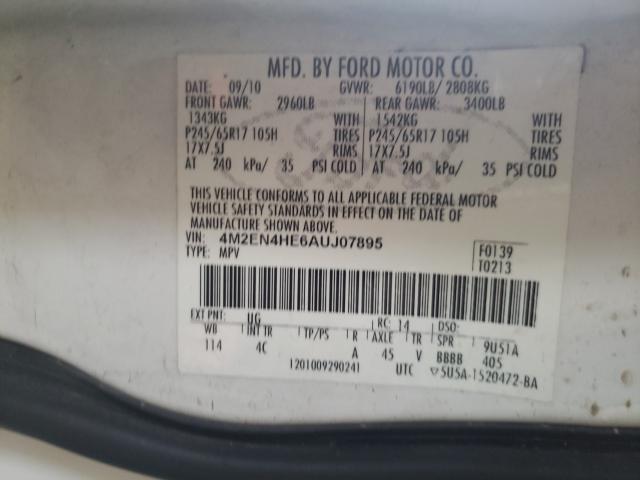 MFD. BY FORD MOTOR CO.
DATE: 09/10 GVWR: 6190LB/ 2808KG
FRONT GAWR: 2960LB REAR GAWR: 3400LB
1343KG WITH 1542KG WITH
P245/65R17 105H TIRES P245/65R17 105H TIRES
17X7.5J RIMS 17X7.5J RIMS
AT 240 kPa/ 35 PSI COLD AT 240 kPa/ 35 PSI COLD
THIS VEHICLE CONFORMS TO ALL APPLICABLE FEDERAL MOTOR
VEHICLE SAFETY STANDARDS IN EFFECT ON THE DATE OF
MANUFACTURE SHOWN ABOVE.
VIN: 4M2EN4HE6AUJ07895
TYPE: MPV
F0139
T0213
EXT PNT: UG RC: 14 DSO:
WB INT TR TP/PS R AXLE TR SPR 9U51A
114 4C A 45 V BBBB 405
1201009290241 UTC ▽5U5A-1520472-BA